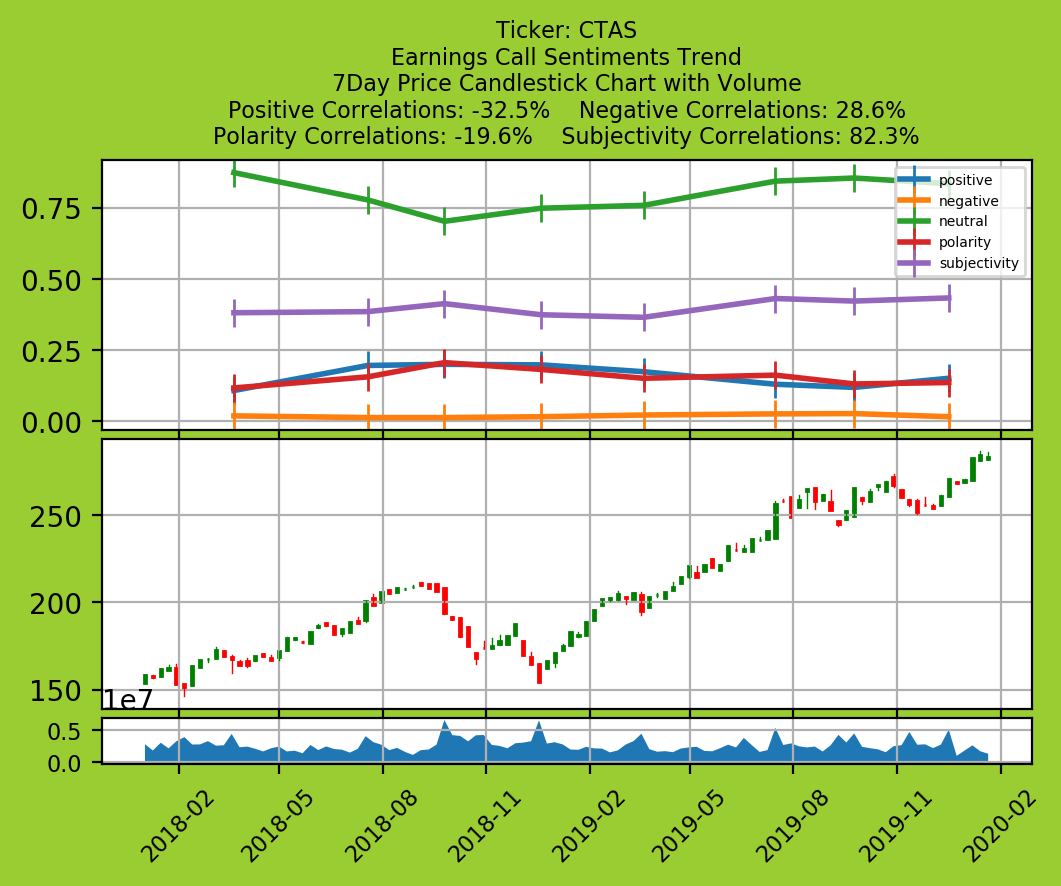 Ticker: CTAS
Earnings Call Sentiments Trend
7Day Price Candlestick Chart with Volume
Positive Correlations: -32.5%    Negative Correlations: 28.6%
Polarity Correlations: -19.6%    Subjectivity Correlations: 82.3%
positive
negative
neutral
polarity
subjectivity
0.75
0.50
0.25
0.00
250
200
150
1e7
0.5
0.0
2018-02
2018-05
2018-08
2018-11
2019-02
2019-05
2019-08
2019-11
2020-02